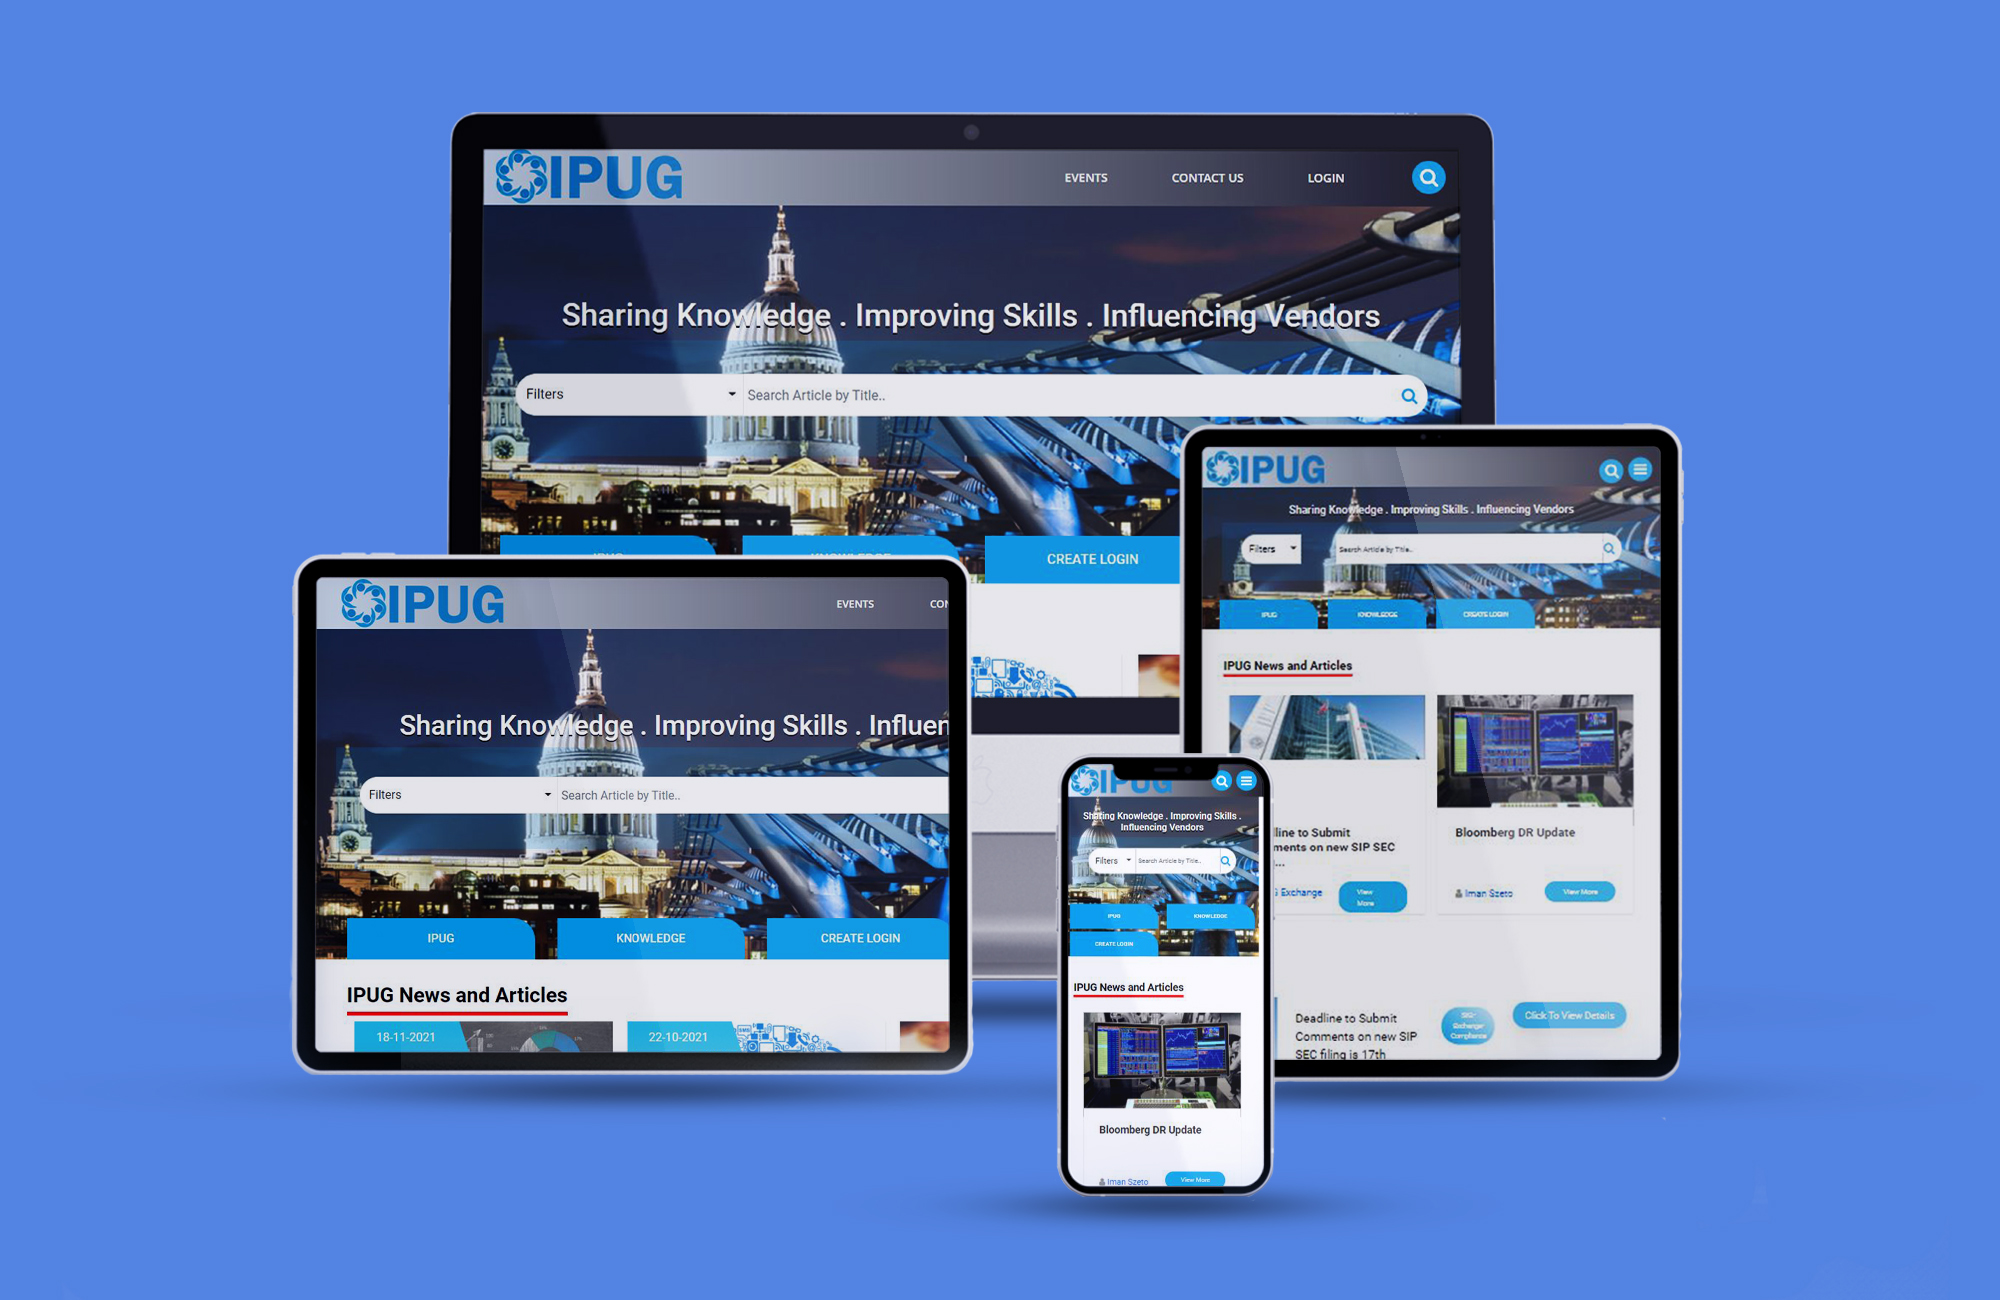 IPUG
EVENTS
CONTACT US
LOGIN
Sharing Knowledge . Improving Skills . Influencing Vendors
Filters
Search Article by Title..
CREATE LOGIN
IPUG
EVENTS
Sharing Knowledge . Improving Skills . Influen
Filters
Search Article by Title..
IPUG
KNOWLEDGE
CREATE LOGIN
IPUG News and Articles
18-11-2021
22-10-2021
IPUG
Sharing Knowledge . Improving Skills . Influencing Vendors
Filters
Search Article by Title..
IPUG
KNOWLEDGE
CREATE LOGIN
IPUG News and Articles
line to Submit
ments on new SIP SEC
...
Exchange
View
More
Bloomberg DR Update
Iman Szeto
View More
Deadline to Submit
Comments on new SIP
SEC filing is 17th
Click To View Details
IPUG
Sharing Knowledge . Improving Skills .
Influencing Vendors
Filters
Search Article by Title..
IPUG
KNOWLEDGE
CREATE LOGIN
IPUG News and Articles
Bloomberg DR Update
Iman Szeto
View More